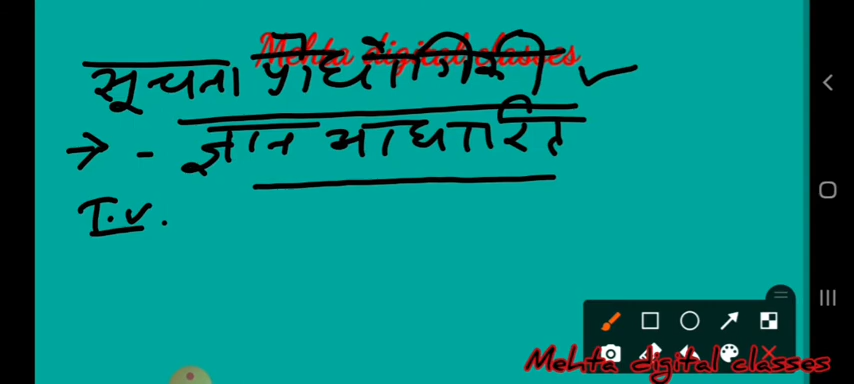 Mehta digital classes
सूचना प्रौद्योगिकी
→ - ज्ञान आधारित
T.V.
Mehta digital classes